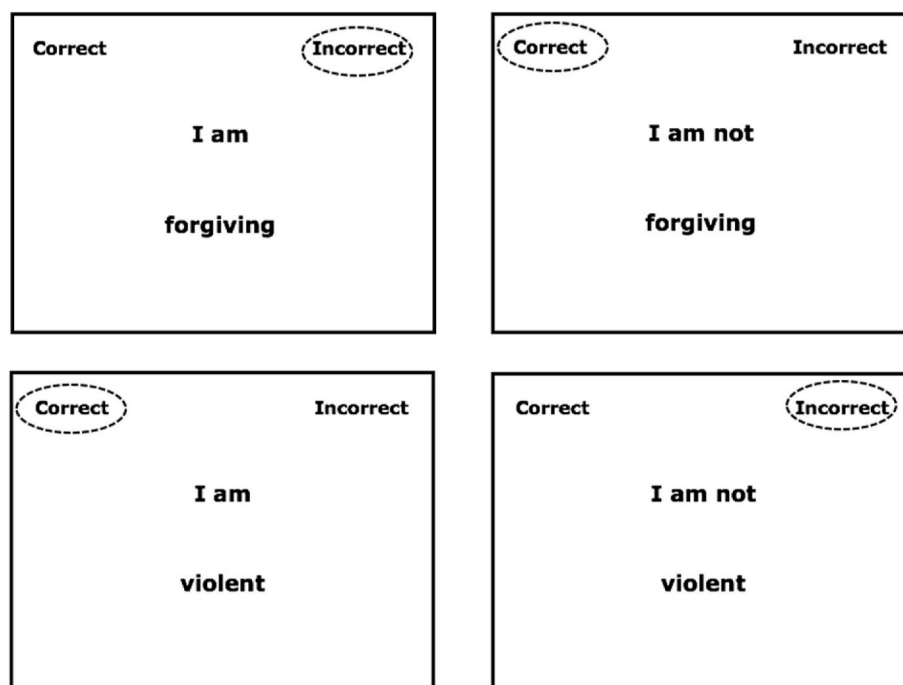 Correct Incorrect
I am
forgiving
Correct Incorrect
I am not
forgiving
Correct Incorrect
I am
violent
Correct Incorrect
I am not
violent